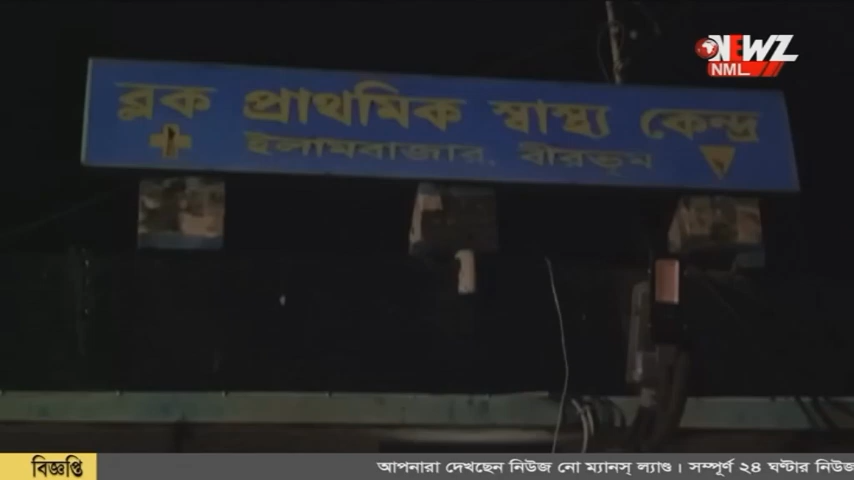 NEWZ
NML
ব্লক প্রাথমিক স্বাস্থ্য কেন্দ্র
ইলামবাজার, বীরভূম
বিজ্ঞপ্তি
আপনারা দেখছেন নিউজ নো ম্যানস্ ল্যাণ্ড। সম্পূর্ণ ২৪ ঘণ্টার নিউজ